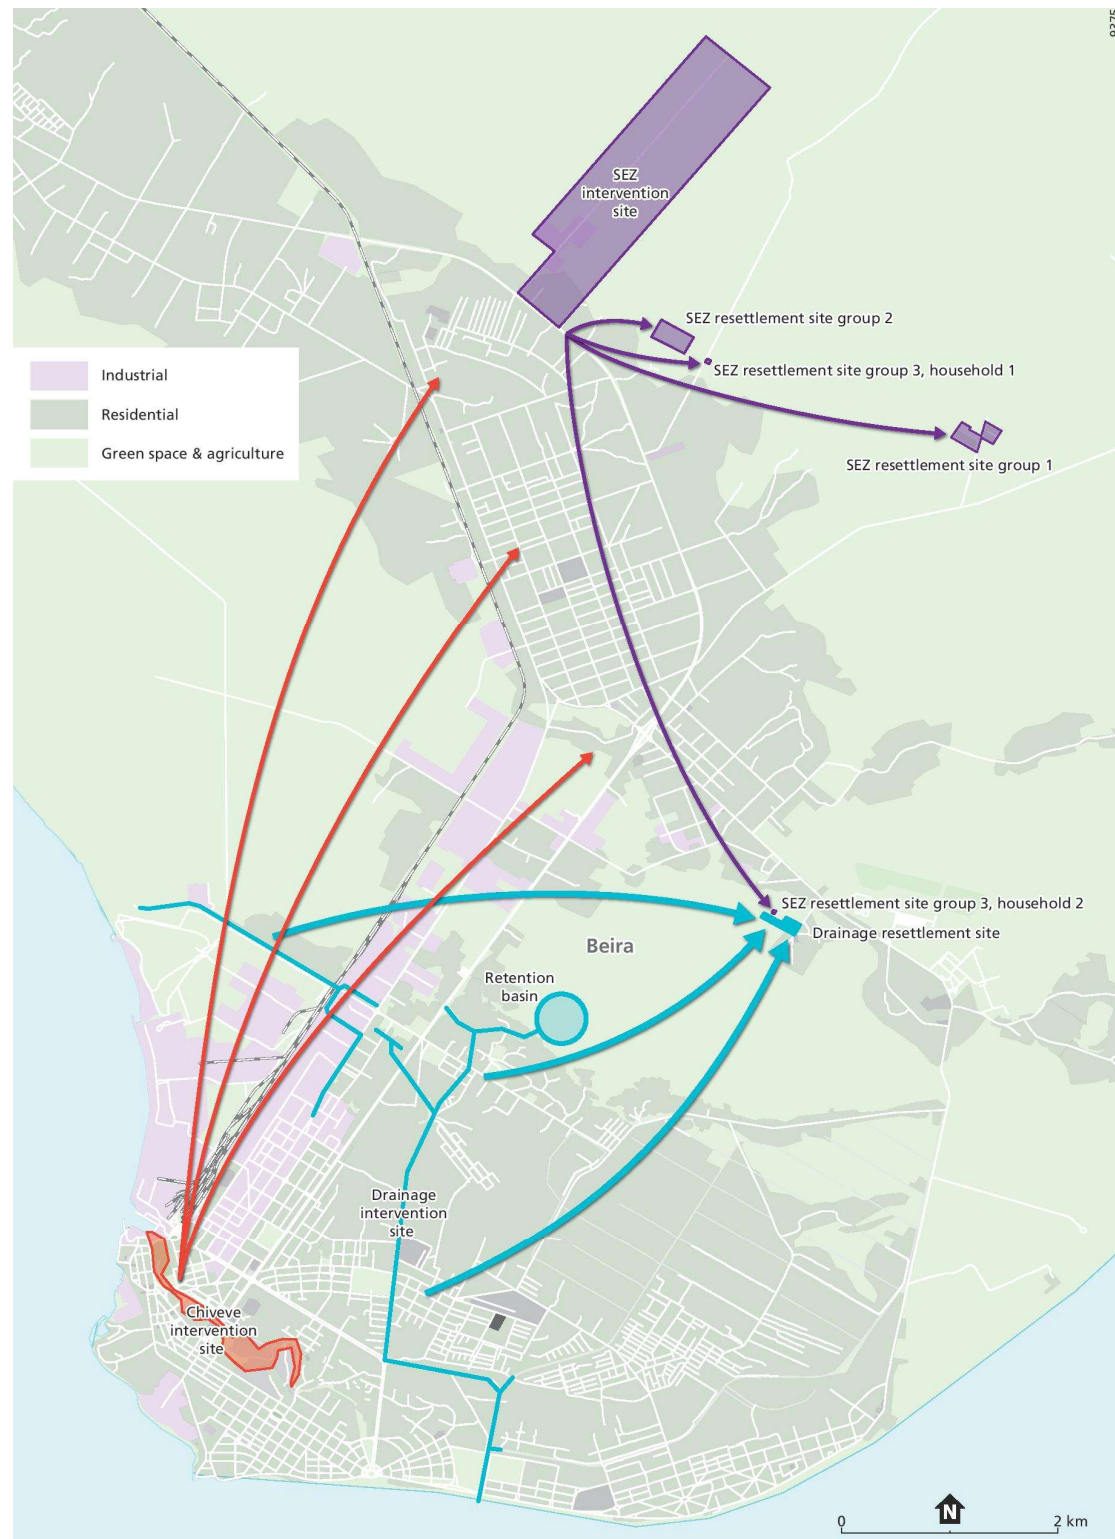 9375
SEZ
intervention
site
SEZ resettlement site group 2
SEZ resettlement site group 3, household 1
SEZ resettlement site group 1
Industrial
Residential
Green space & agriculture
SEZ resettlement site group 3, household 2
Drainage resettlement site
Beira
Retention
basin
Drainage
intervention
site
Chiveve
intervention
site
N
0
2 km